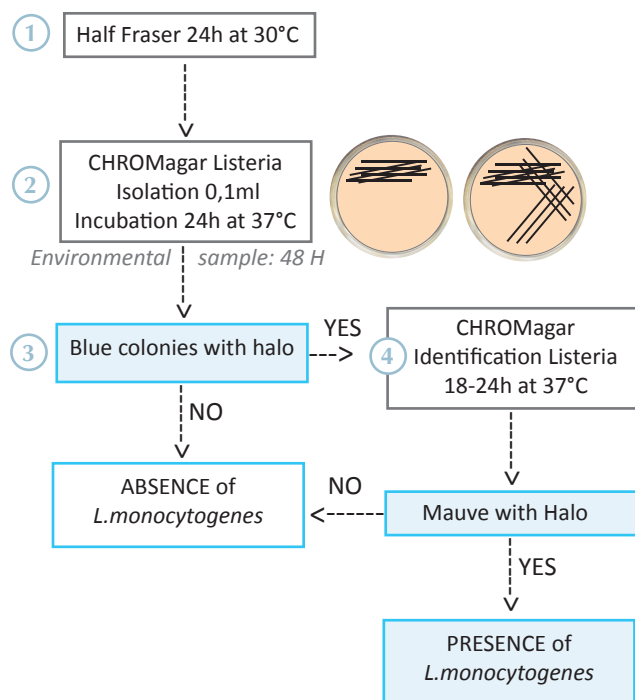 1
Half Fraser 24h at 30°C
2
CHROMagar Listeria
Isolation 0,1ml
Incubation 24h at 37°C
Environmental sample: 48 H
3
Blue colonies with halo
YES
4
CHROMagar
Identification Listeria
18-24h at 37°C
NO
ABSENCE of
L.monocytogenes
NO
Mauve with Halo
YES
PRESENCE of
L.monocytogenes